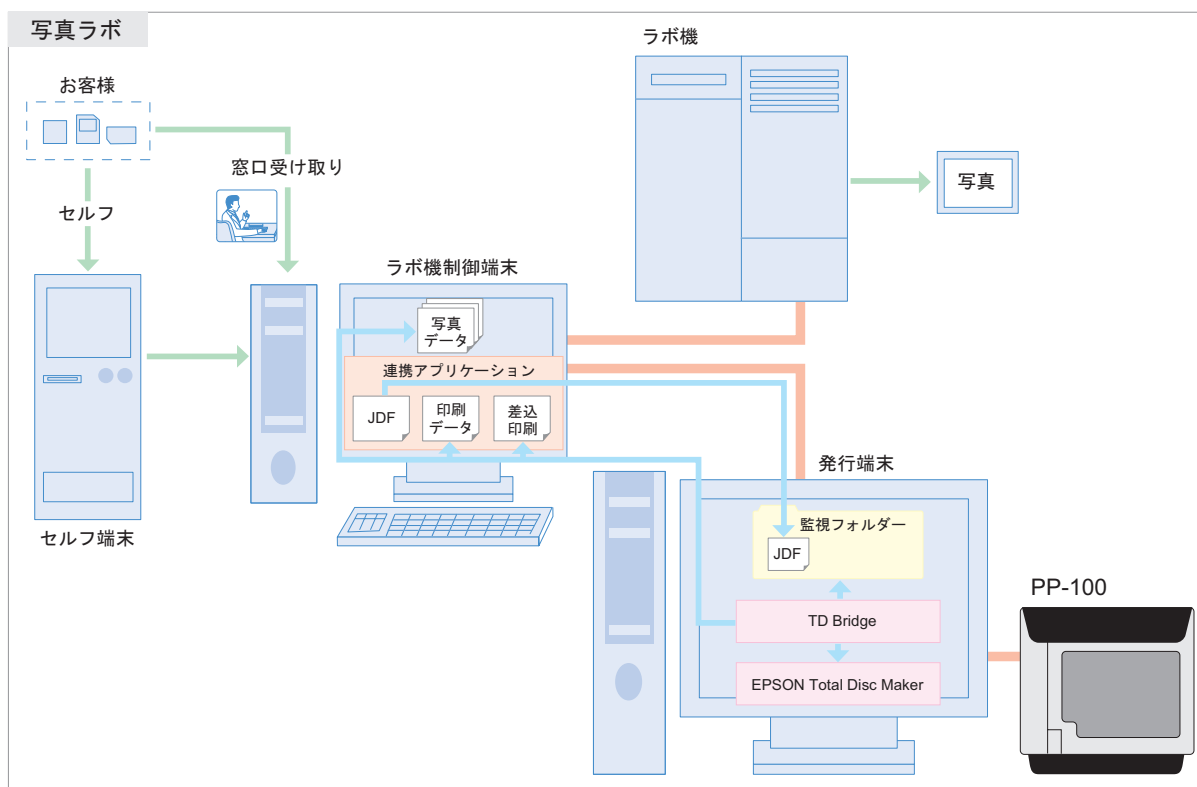 写真ラボ
お客様
セルフ
窓口受け取り
セルフ端末
ラボ機制御端末
写真
データ
連携アプリケーション
JDF
印刷
データ
差込
印刷
ラボ機
写真
発行端末
監視フォルダー
JDF
TD Bridge
EPSON Total Disc Maker
PP-100